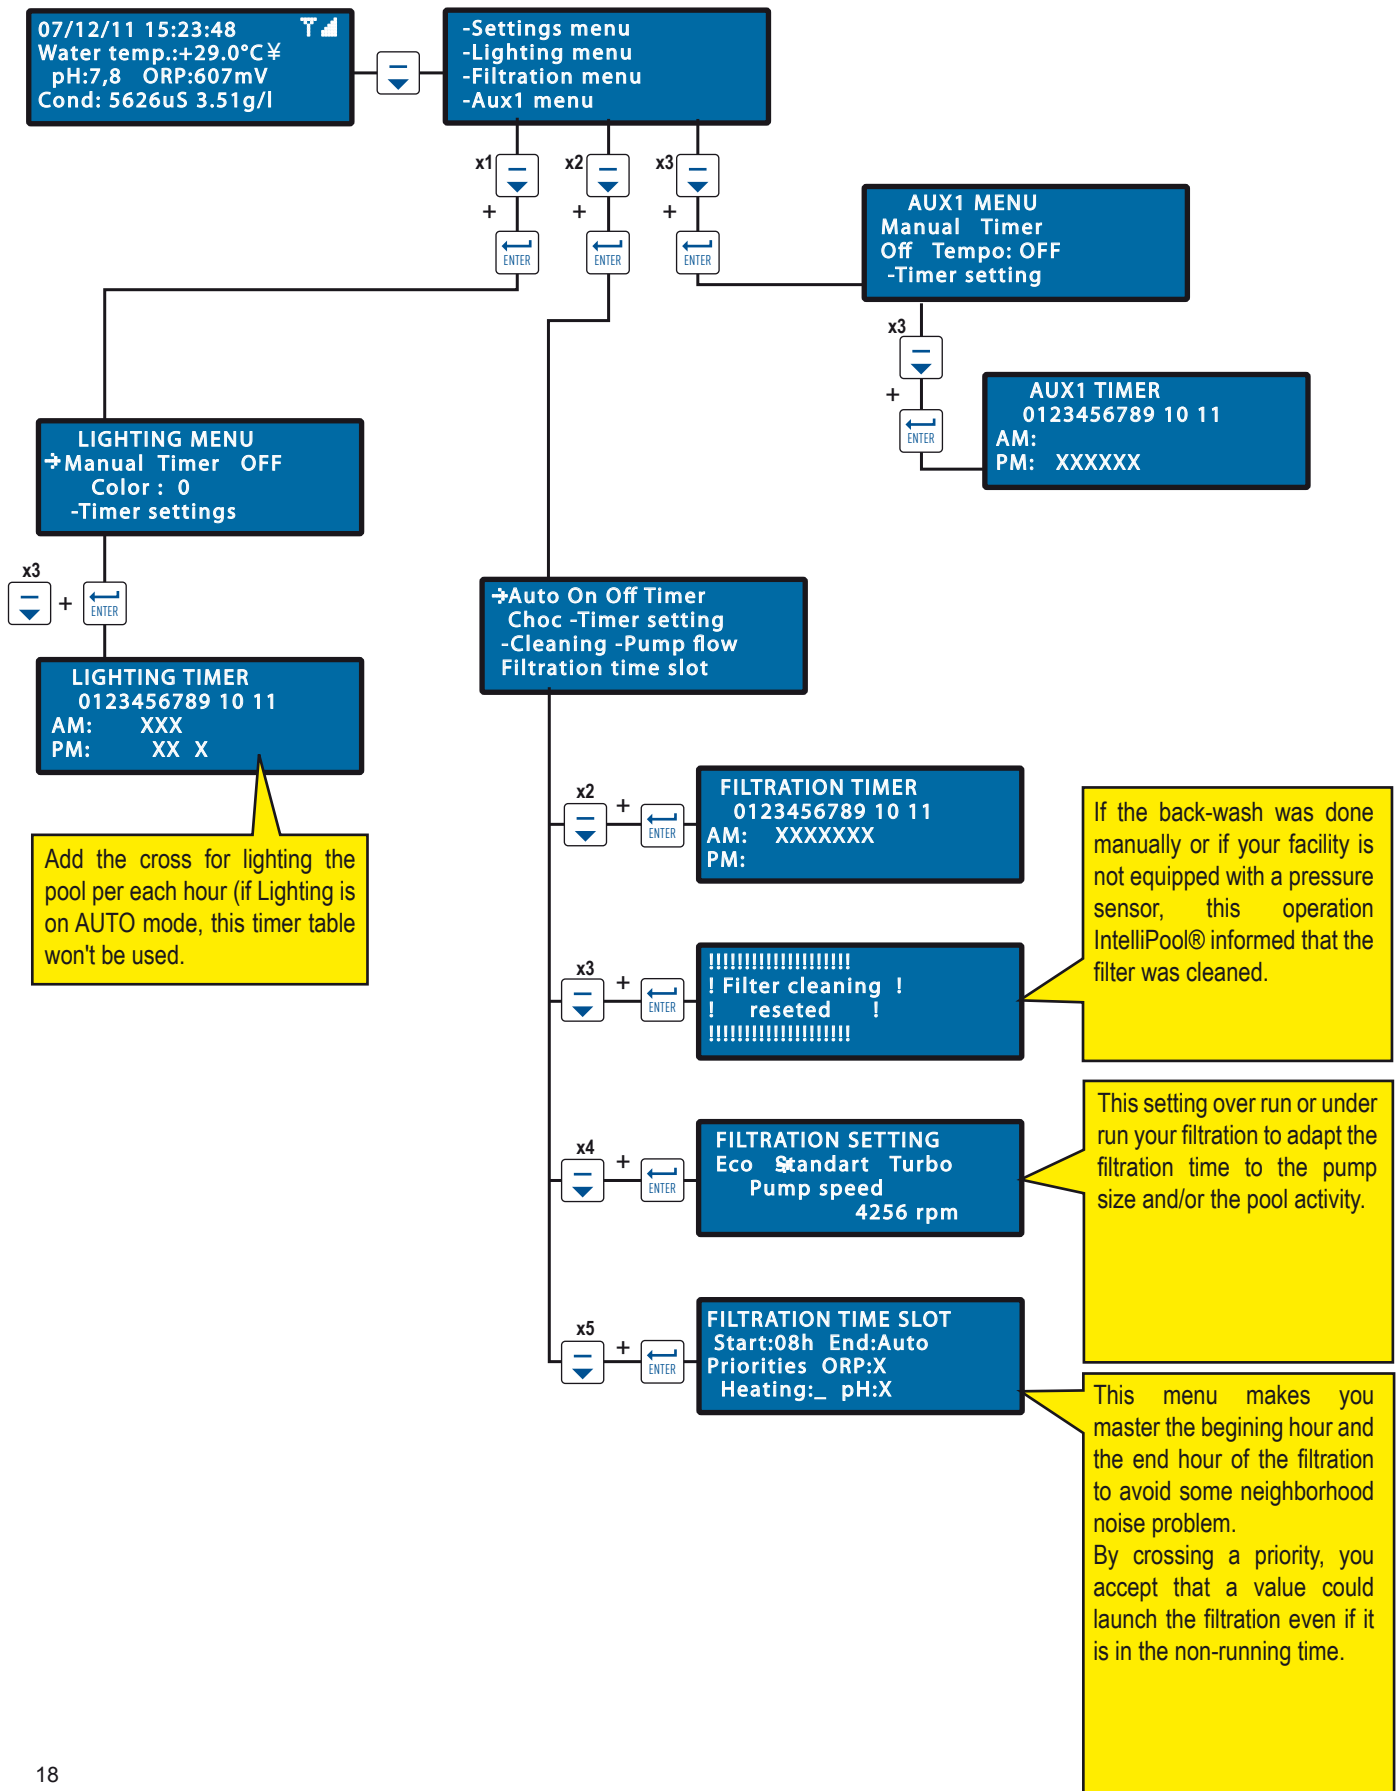 07/12/11 15:23:48
Water temp.:+29.0°C¥
pH:7,8 ORP:607mV
Cond: 5626uS 3.51g/l
-Settings menu
-Lighting menu
-Filtration menu
-Aux1 menu
x1
x2
x3
+
+
+
ENTER
ENTER
ENTER
AUX1 MENU
Manual Timer
Off Tempo: OFF
-Timer setting
x3
+
ENTER
AUX1 TIMER
0123456789 10 11
AM:
PM: XXXXXX
LIGHTING MENU
Manual Timer OFF
Color : 0
-Timer settings
x3
+
ENTER
LIGHTING TIMER
0123456789 10 11
AM: XXX
PM: XX X
Add the cross for lighting the
pool per each hour (if Lighting is
on AUTO mode, this timer table
won't be used.
Auto On Off Timer
Choc -Timer setting
-Cleaning -Pump flow
Filtration time slot
x2
+
ENTER
FILTRATION TIMER
0123456789 10 11
AM: XXXXXXX
PM:
x3
+
ENTER
!!!!!!!!!!!!!!!!!!!!
! Filter cleaning !
! reseted !
!!!!!!!!!!!!!!!!!!!!
If the back-wash was done
manually or if your facility is
not equipped with a pressure
sensor, this operation
IntelliPool® informed that the
filter was cleaned.
x4
+
ENTER
FILTRATION SETTING
Eco Standart Turbo
Pump speed
4256 rpm
This setting over run or under
run your filtration to adapt the
filtration time to the pump
size and/or the pool activity.
x5
+
ENTER
FILTRATION TIME SLOT
Start:08h End:Auto
Priorities ORP:X
Heating:_ pH:X
This menu makes you
master the begining hour and
the end hour of the filtration
to avoid some neighborhood
noise problem.
By crossing a priority, you
accept that a value could
launch the filtration even if it
is in the non-running time.
18